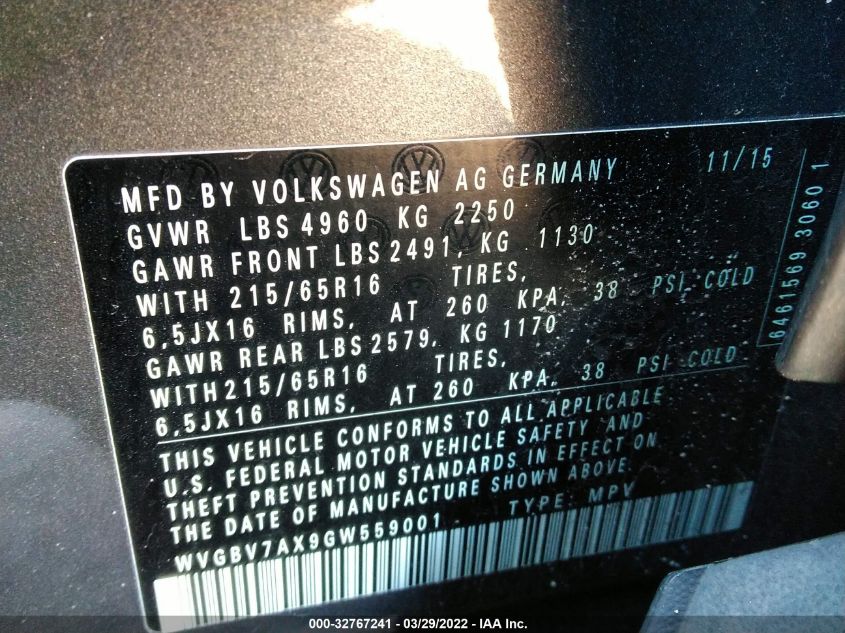 MFD BY VOLKSWAGEN AG GERMANY 11/15
GVWR LBS 4960 KG 2250
GAWR FRONT LBS 2491, KG 1130
WITH 215/65R16 TIRES,
6,5JX16 RIMS, AT 260 KPA, 38 PSI COLD
GAWR REAR LBS 2579, KG 1170
WITH215/65R16 TIRES,
6,5JX16 RIMS, AT 260 KPA, 38 PSI COLD
THIS VEHICLE CONFORMS TO ALL APPLICABLE
U.S. FEDERAL MOTOR VEHICLE SAFETY AND
THEFT PREVENTION STANDARDS IN EFFECT ON
THE DATE OF MANUFACTURE SHOWN ABOVE.
WVGBV7AX9GW559001 TYPE: MPV
6461569 3060 1
000-32767241 - 03/29/2022 - IAA Inc.